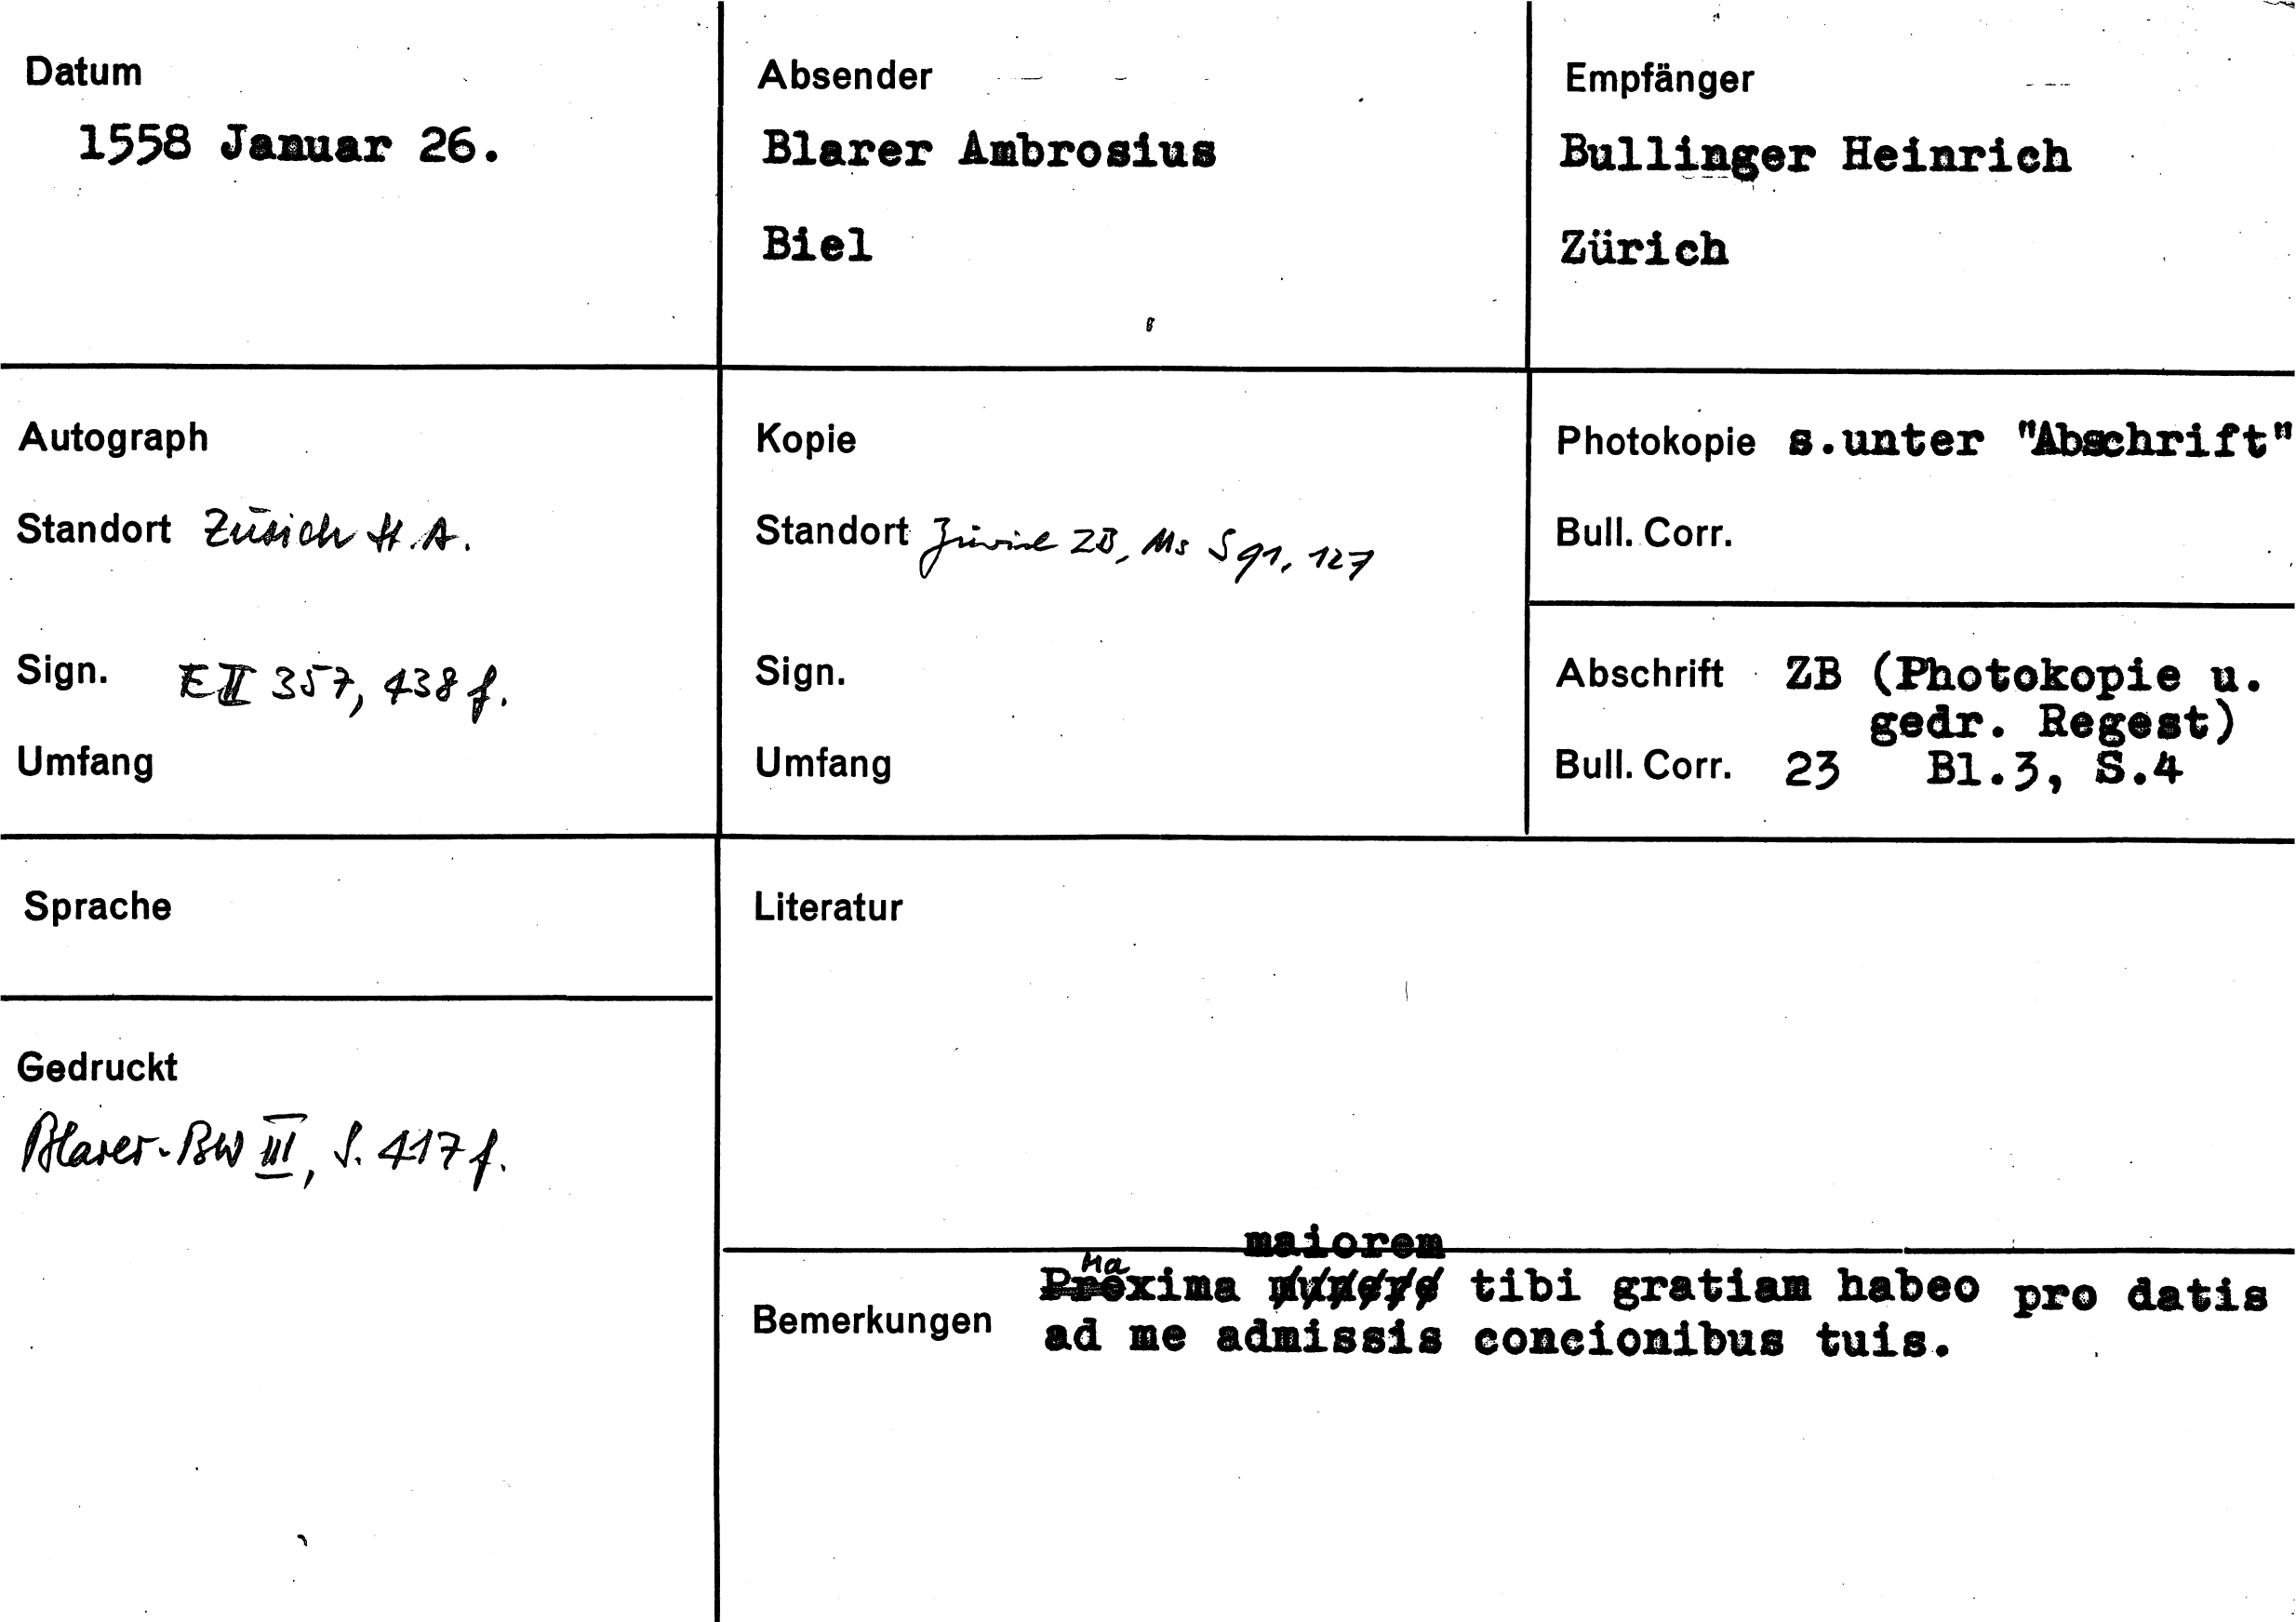 Datum
1558 Januar 26.
Absender
Blarer Ambrosius
Biel
Empfänger
Bullinger Heinrich
Zürich
Autograph
Standort Zürich St.A.
Sign. E II 357, 438 f.
Umfang
Kopie
Standort Zürich ZB, Ms S 91, 127
Sign.
Umfang
Photokopie s.unter "Abschrift"
Bull. Corr.
Abschrift ZB (Photokopie u.
gedr. Regest)
Bull. Corr. 23 Bl.3, S.4
Sprache
Gedruckt
Blarer-BW III, S. 417 f.
Literatur
Bemerkungen
maiorem
Maxima munere tibi gratiam habeo pro datis
ad me admissis concionibus tuis.